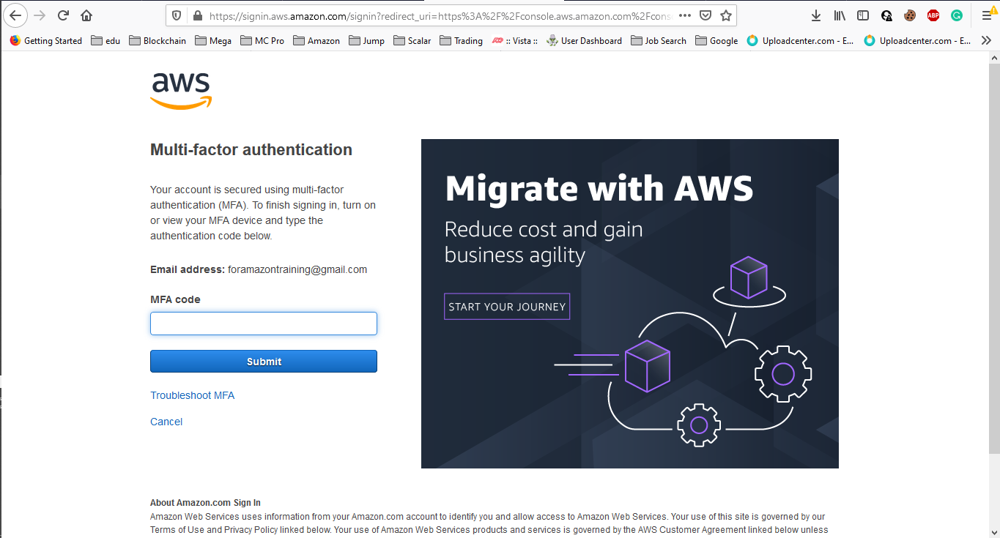 https://signin.aws.amazon.com/signin?redirect_uri=https%3A%2F%2Fconsole.aws.amazon.com%2Fcons
ABP
Getting Started edu Blockchain Mega MC Pro Amazon Jump Scalar Trading :: Vista :: User Dashboard Job Search Google Uploadcenter.com - E... Uploadcenter.com - E...
aws
Multi-factor authentication
Your account is secured using multi-factor
authentication (MFA). To finish signing in, turn on
or view your MFA device and type the
authentication code below.
Email address: foramazontraining@gmail.com
MFA code
Submit
Troubleshoot MFA
Cancel
Migrate with AWS
Reduce cost and gain
business agility
START YOUR JOURNEY
About Amazon.com Sign In
Amazon Web Services uses information from your Amazon.com account to identify you and allow access to Amazon Web Services. Your use of this site is governed by our
Terms of Use and Privacy Policy linked below. Your use of Amazon Web Services products and services is governed by the AWS Customer Agreement linked below unless